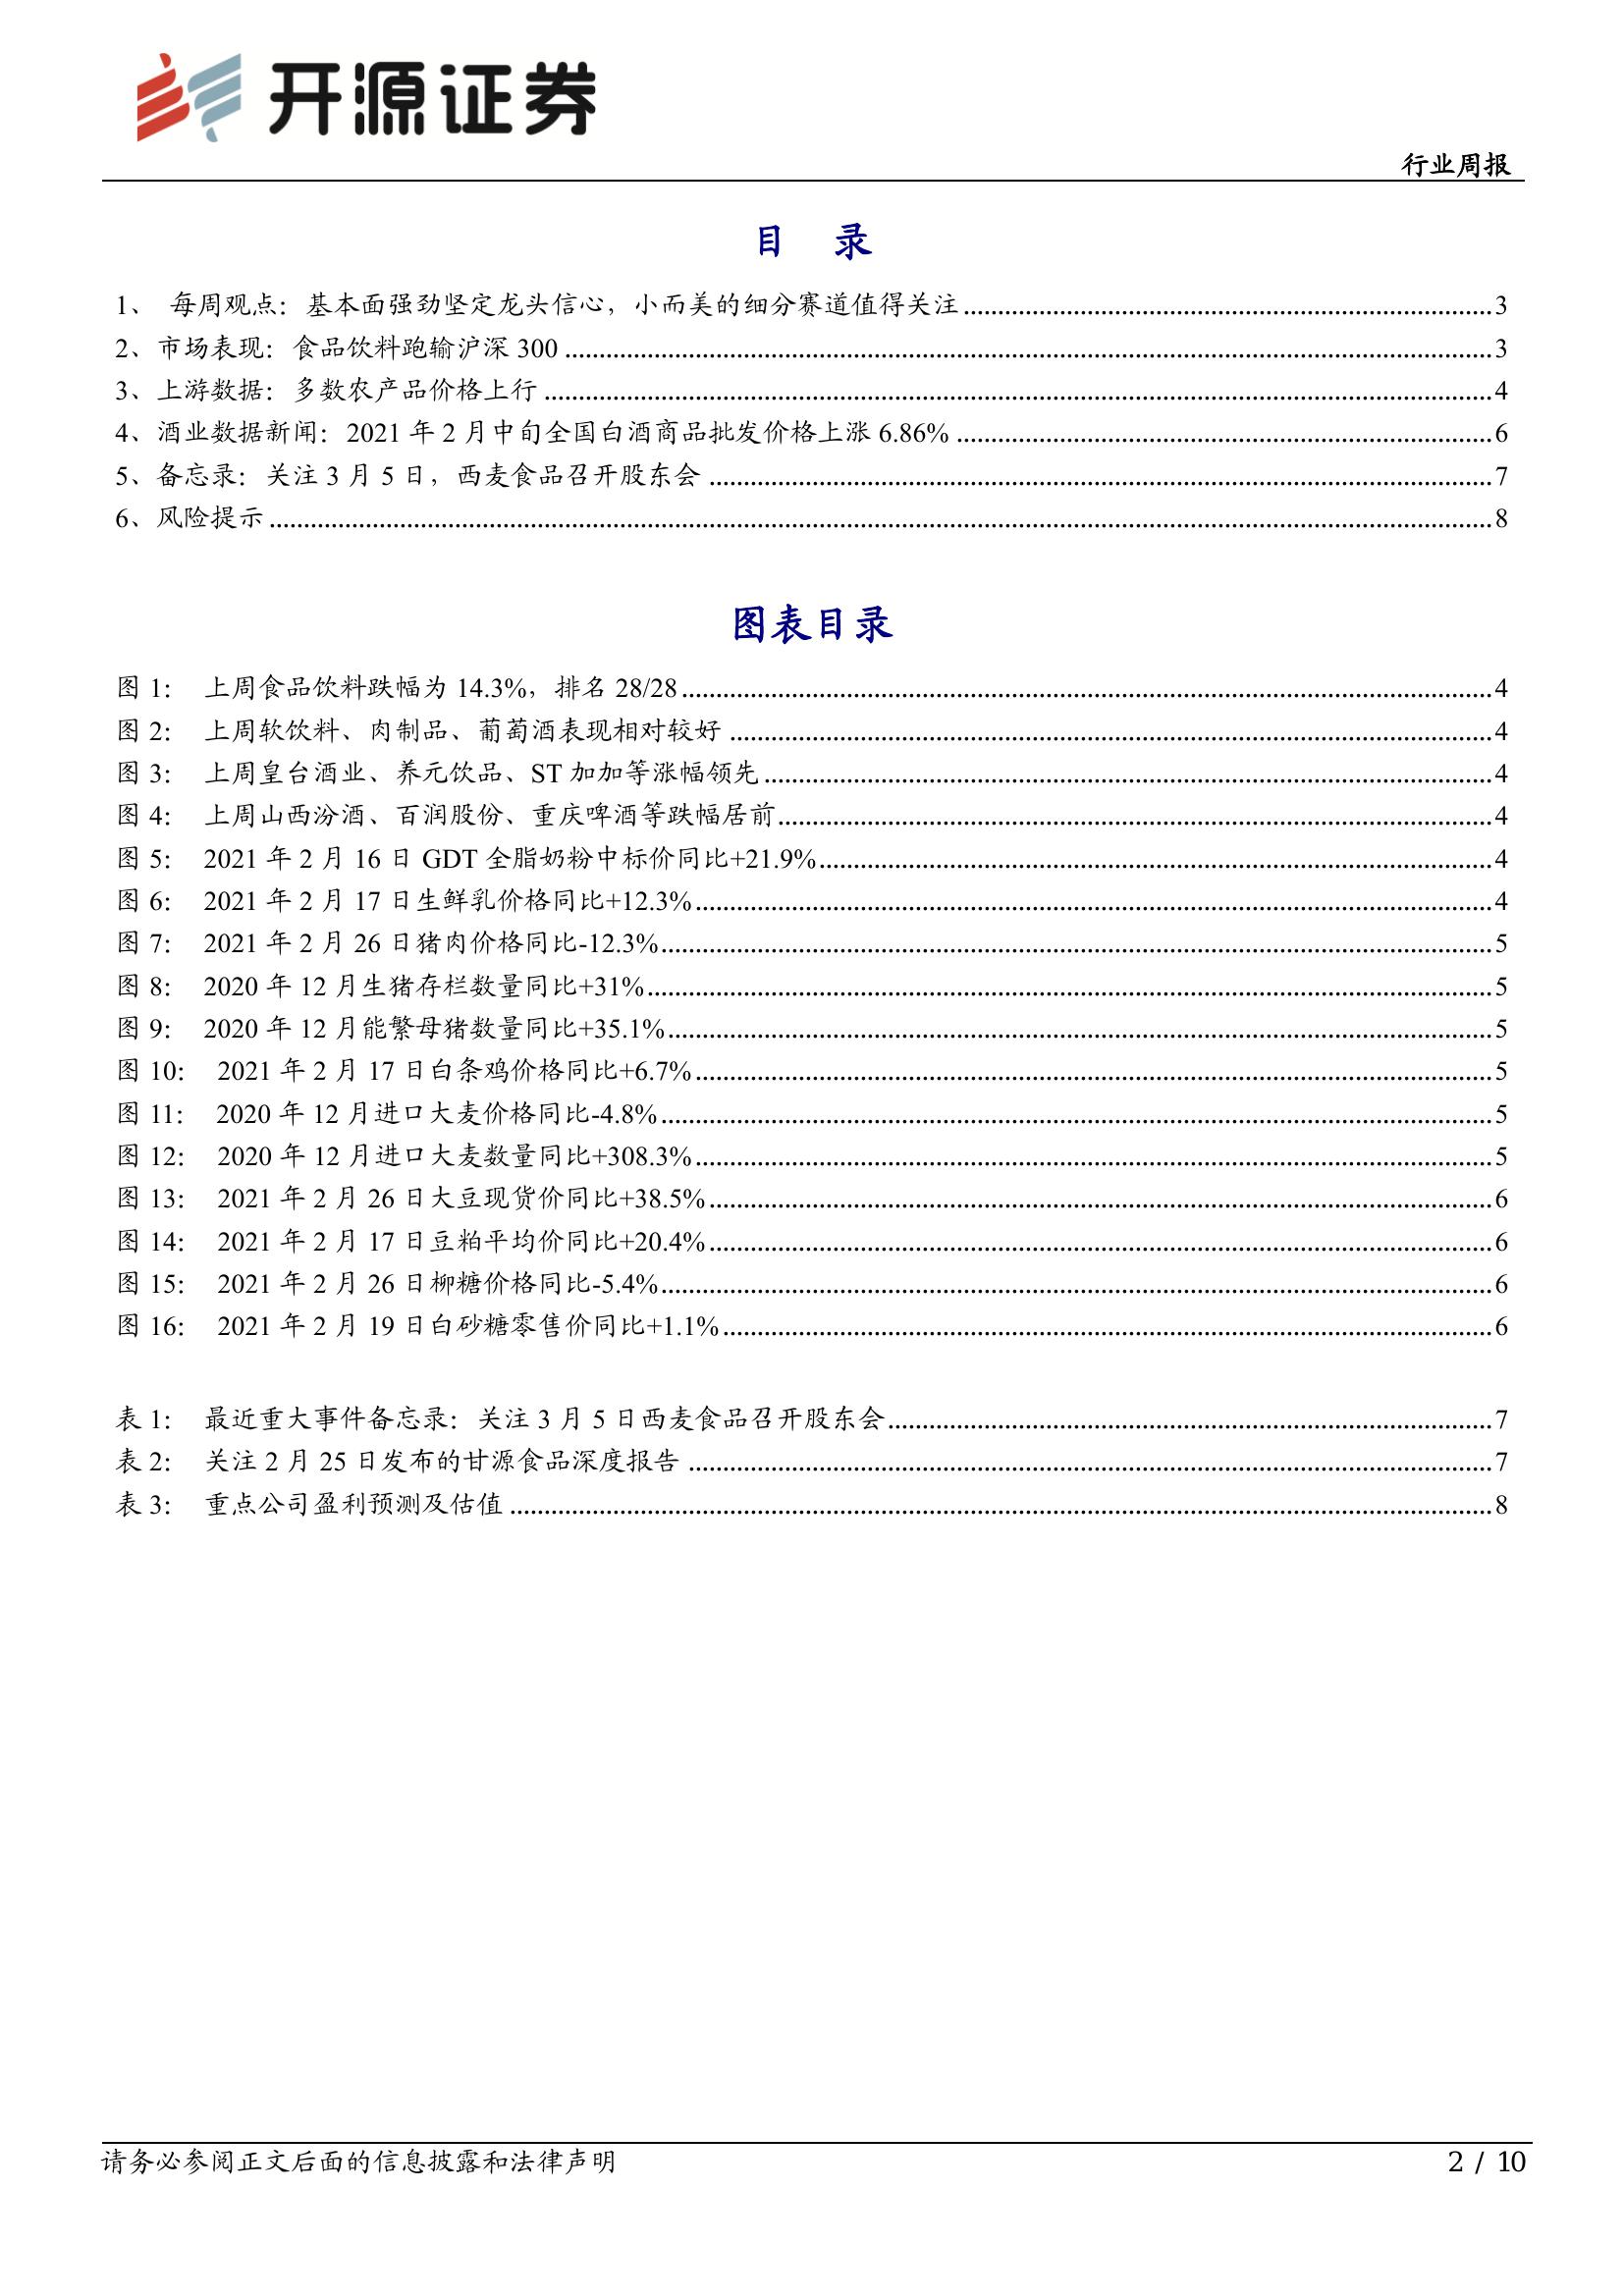 开源证券
行业周报
目 录
1、 每周观点：基本面强劲坚定龙头信心，小而美的细分赛道值得关注 3
2、市场表现：食品饮料跑输沪深 300 3
3、上游数据：多数农产品价格上行 4
4、酒业数据新闻：2021 年 2 月中旬全国白酒商品批发价格上涨 6.86% 6
5、备忘录：关注 3 月 5 日，西麦食品召开股东会 7
6、风险提示 8
图表目录
图 1： 上周食品饮料跌幅为 14.3%，排名 28/28 4
图 2： 上周软饮料、肉制品、葡萄酒表现相对较好 4
图 3： 上周皇台酒业、养元饮品、ST 加加等涨幅领先 4
图 4： 上周山西汾酒、百润股份、重庆啤酒等跌幅居前 4
图 5： 2021 年 2 月 16 日 GDT 全脂奶粉中标价同比+21.9% 4
图 6： 2021 年 2 月 17 日生鲜乳价格同比+12.3% 4
图 7： 2021 年 2 月 26 日猪肉价格同比-12.3% 5
图 8： 2020 年 12 月生猪存栏数量同比+31% 5
图 9： 2020 年 12 月能繁母猪数量同比+35.1% 5
图 10： 2021 年 2 月 17 日白条鸡价格同比+6.7% 5
图 11： 2020 年 12 月进口大麦价格同比-4.8% 5
图 12： 2020 年 12 月进口大麦数量同比+308.3% 5
图 13： 2021 年 2 月 26 日大豆现货价同比+38.5% 6
图 14： 2021 年 2 月 17 日豆粕平均价同比+20.4% 6
图 15： 2021 年 2 月 26 日柳糖价格同比-5.4% 6
图 16： 2021 年 2 月 19 日白砂糖零售价同比+1.1% 6
表 1： 最近重大事件备忘录：关注 3 月 5 日西麦食品召开股东会 7
表 2： 关注 2 月 25 日发布的甘源食品深度报告 7
表 3： 重点公司盈利预测及估值 8
请务必参阅正文后面的信息披露和法律声明
2 / 10